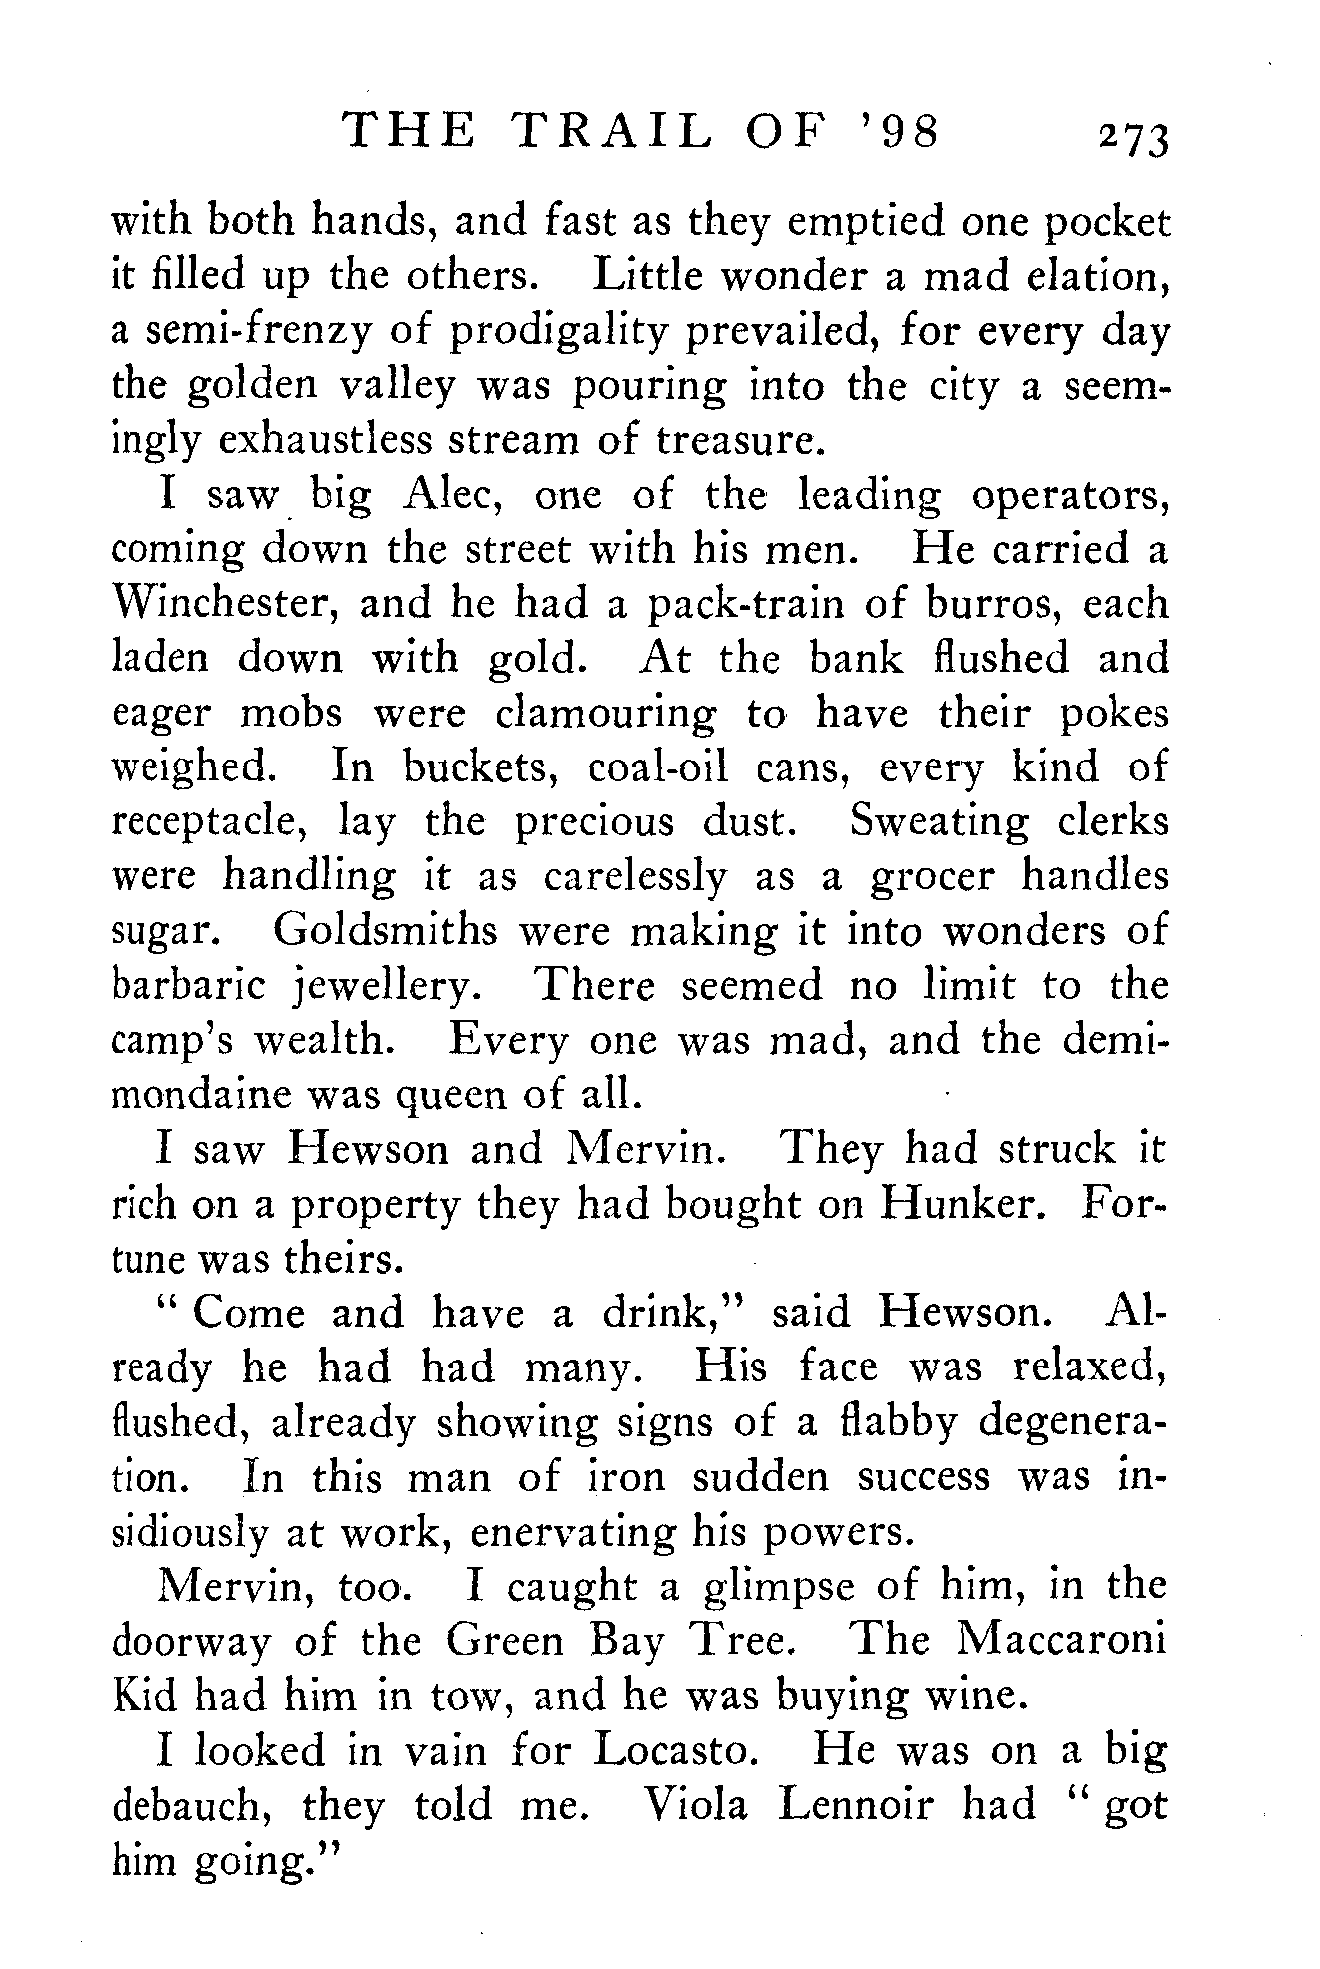 THE TRAIL OF '98 273
with both hands, and fast as they emptied one pocket
it filled up the others. Little wonder a mad elation,
a semi-frenzy of prodigality prevailed, for every day
the golden valley was pouring into the city a seem-
ingly exhaustless stream of treasure.
I saw big Alec, one of the leading operators,
coming down the street with his men. He carried a
Winchester, and he had a pack-train of burros, each
laden down with gold. At the bank flushed and
eager mobs were clamouring to have their pokes
weighed. In buckets, coal-oil cans, every kind of
receptacle, lay the precious dust. Sweating clerks
were handling it as carelessly as a grocer handles
sugar. Goldsmiths were making it into wonders of
barbaric jewellery. There seemed no limit to the
camp's wealth. Every one was mad, and the demi-
mondaine was queen of all.
I saw Hewson and Mervin. They had struck it
rich on a property they had bought on Hunker. For-
tune was theirs.
" Come and have a drink," said Hewson. Al-
ready he had had many. His face was relaxed,
flushed, already showing signs of a flabby degenera-
tion. In this man of iron sudden success was in-
sidiously at work, enervating his powers.
Mervin, too. I caught a glimpse of him, in the
doorway of the Green Bay Tree. The Maccaroni
Kid had him in tow, and he was buying wine.
I looked in vain for Locasto. He was on a big
debauch, they told me. Viola Lennoir had " got
him going."